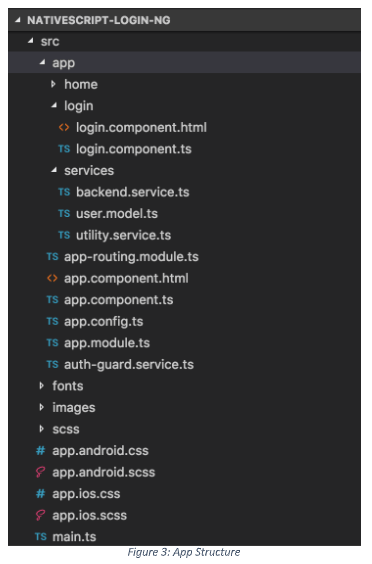 NATIVESCRIPT-LOGIN-NG
src
app
home
login
<> login.component.html
TS login.component.ts
services
TS backend.service.ts
TS user.model.ts
TS utility.service.ts
TS app-routing.module.ts
<> app.component.html
TS app.component.ts
TS app.config.ts
TS app.module.ts
TS auth-guard.service.ts
fonts
images
scss
# app.android.css
app.android.scss
# app.ios.css
app.ios.scss
TS main.ts
Figure 3: App Structure